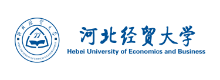 河北经贸大学
Hebei University of Economics and Business